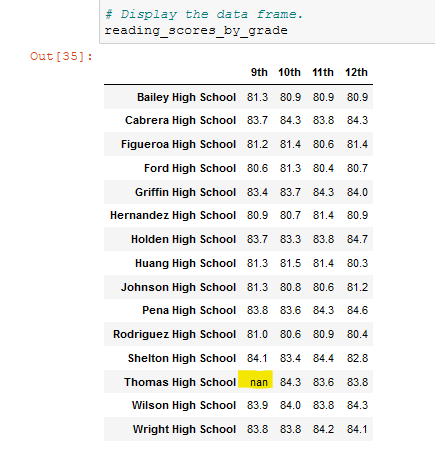 # Display the data frame.
reading_scores_by_grade
Out[35]:
9th 10th 11th 12th
Bailey High School 81.3 80.9 80.9 80.9
Cabrera High School 83.7 84.3 83.8 84.3
Figueroa High School 81.2 81.4 80.6 81.4
Ford High School 80.6 81.3 80.4 80.7
Griffin High School 83.4 83.7 84.3 84.0
Hernandez High School 80.9 80.7 81.4 80.9
Holden High School 83.7 83.3 83.8 84.7
Huang High School 81.3 81.5 81.4 80.3
Johnson High School 81.3 80.8 80.6 81.2
Pena High School 83.8 83.6 84.3 84.6
Rodriguez High School 81.0 80.6 80.9 80.4
Shelton High School 84.1 83.4 84.4 82.8
Thomas High School nan 84.3 83.6 83.8
Wilson High School 83.9 84.0 83.8 84.3
Wright High School 83.8 83.8 84.2 84.1